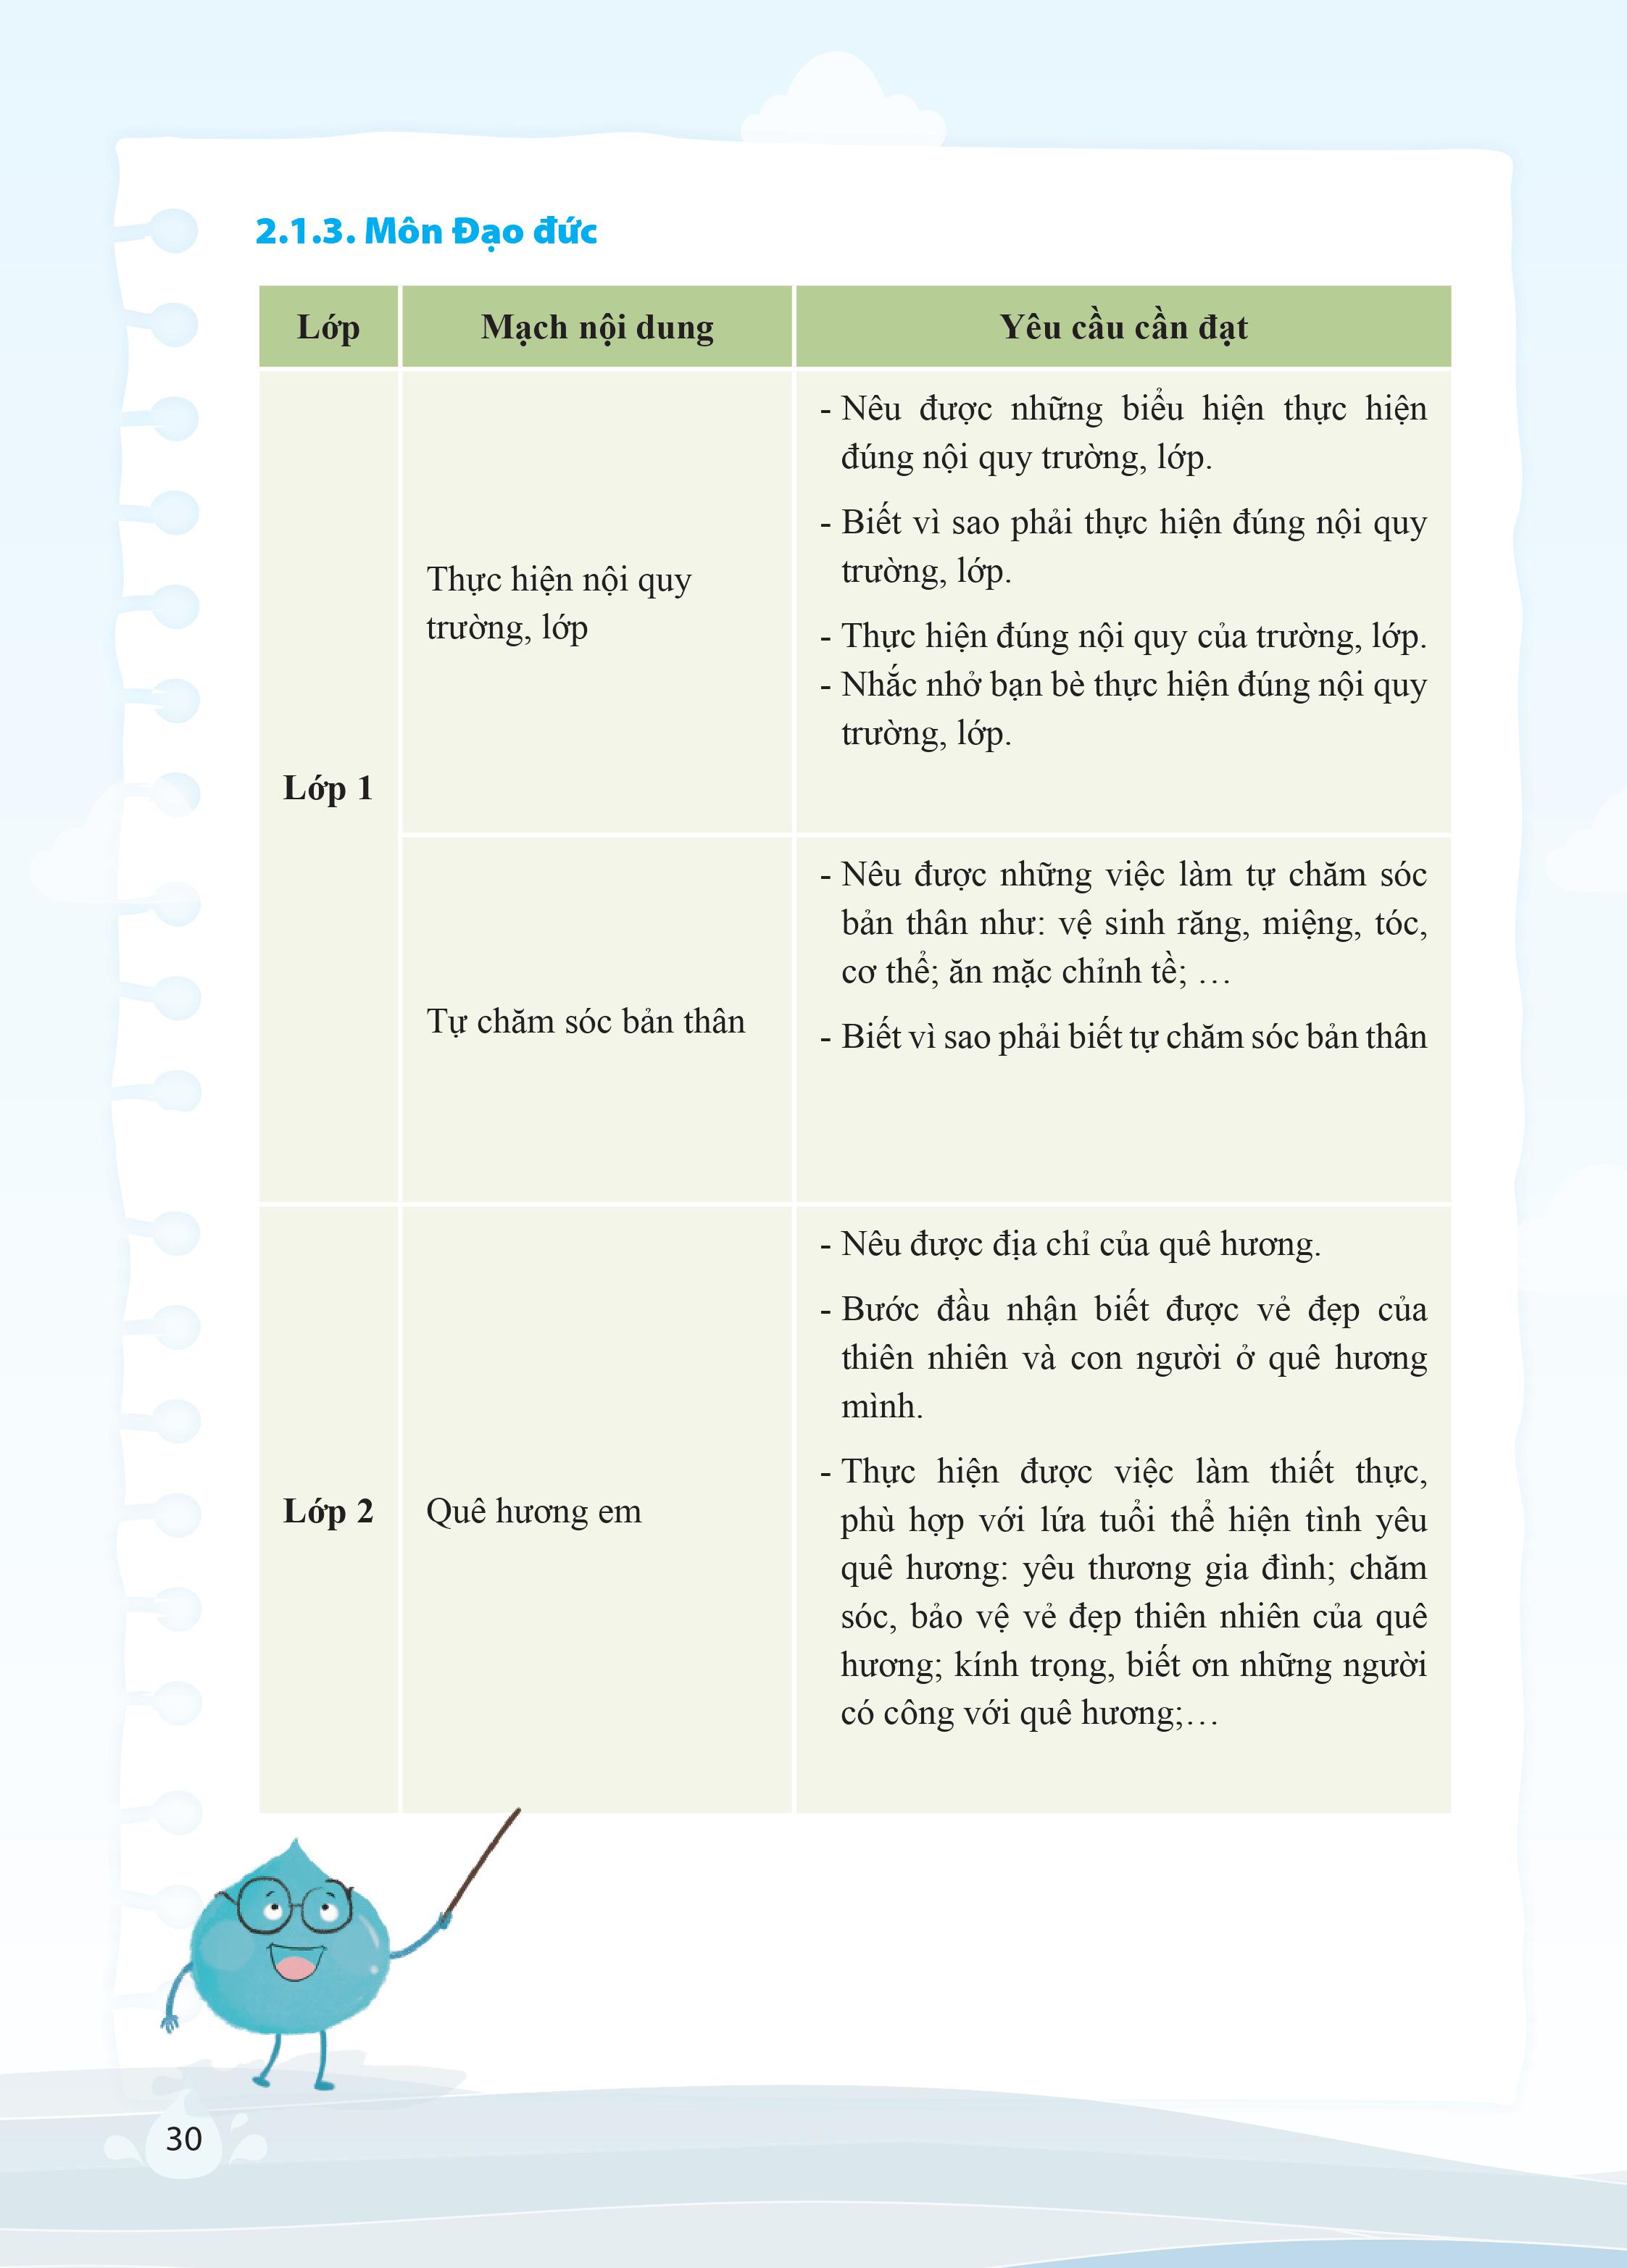 2.1.3. Môn Đạo đức
Lớp
Mạch nội dung
Yêu cầu cần đạt
Lớp 1
Thực hiện nội quy
trường, lớp
- Nêu được những biểu hiện thực hiện
đúng nội quy trường, lớp.
- Biết vì sao phải thực hiện đúng nội quy
trường, lớp.
- Thực hiện đúng nội quy của trường, lớp.
- Nhắc nhở bạn bè thực hiện đúng nội quy
trường, lớp.
Tự chăm sóc bản thân
- Nêu được những việc làm tự chăm sóc
bản thân như: vệ sinh răng, miệng, tóc,
cơ thể; ăn mặc chỉnh tề; …
- Biết vì sao phải biết tự chăm sóc bản thân
Lớp 2
Quê hương em
- Nêu được địa chỉ của quê hương.
- Bước đầu nhận biết được vẻ đẹp của
thiên nhiên và con người ở quê hương
mình.
- Thực hiện được việc làm thiết thực,
phù hợp với lứa tuổi thể hiện tình yêu
quê hương: yêu thương gia đình; chăm
sóc, bảo vệ vẻ đẹp thiên nhiên của quê
hương; kính trọng, biết ơn những người
có công với quê hương;…
30